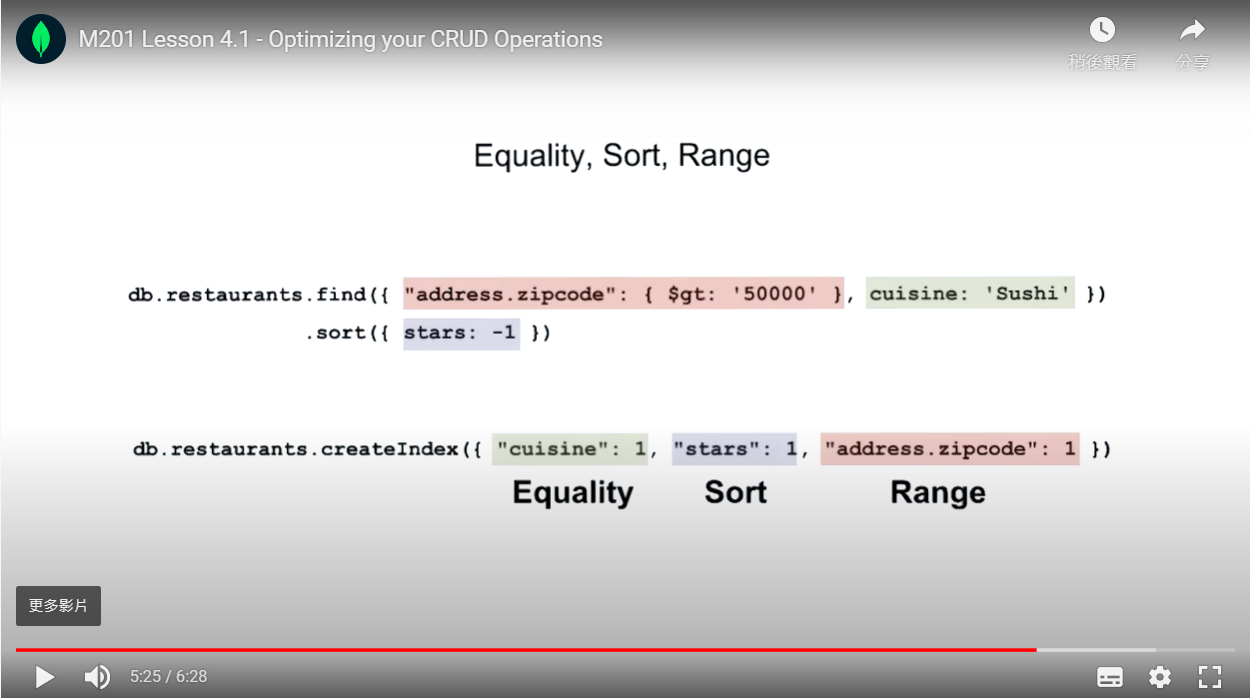 M201 Lesson 4.1 - Optimizing your CRUD Operations
稍後觀看
分享
Equality, Sort, Range
db.restaurants.find({ "address.zipcode": { $gt: '50000' }, cuisine: 'Sushi' })
.sort({ stars: -1 })
db.restaurants.createIndex({ "cuisine": 1, "stars": 1, "address.zipcode": 1 })
Equality Sort Range
更多影片
5:25 / 6:28